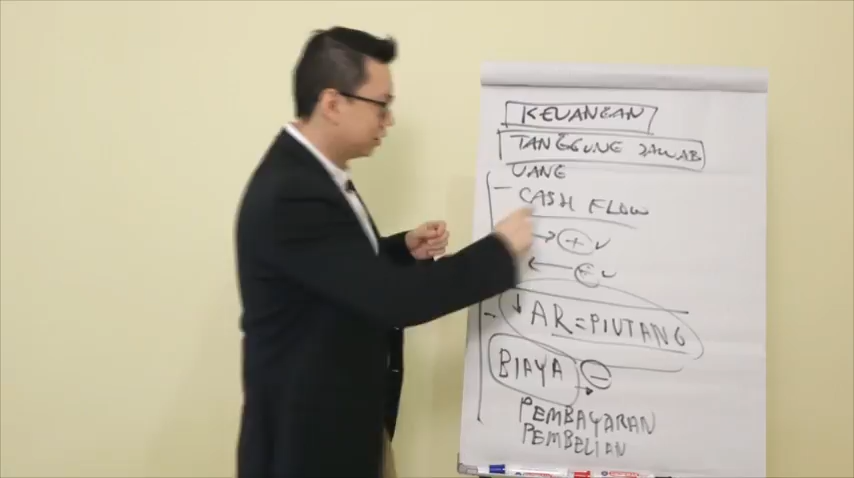 KEUANGAN
TANGGUNG JAWAB
UANG
- CASH FLOW
→ + ✓
← + ✓
- ↓ AR = PIUTANG
BIAYA - →
PEMBAYARAN
PEMBELIAN